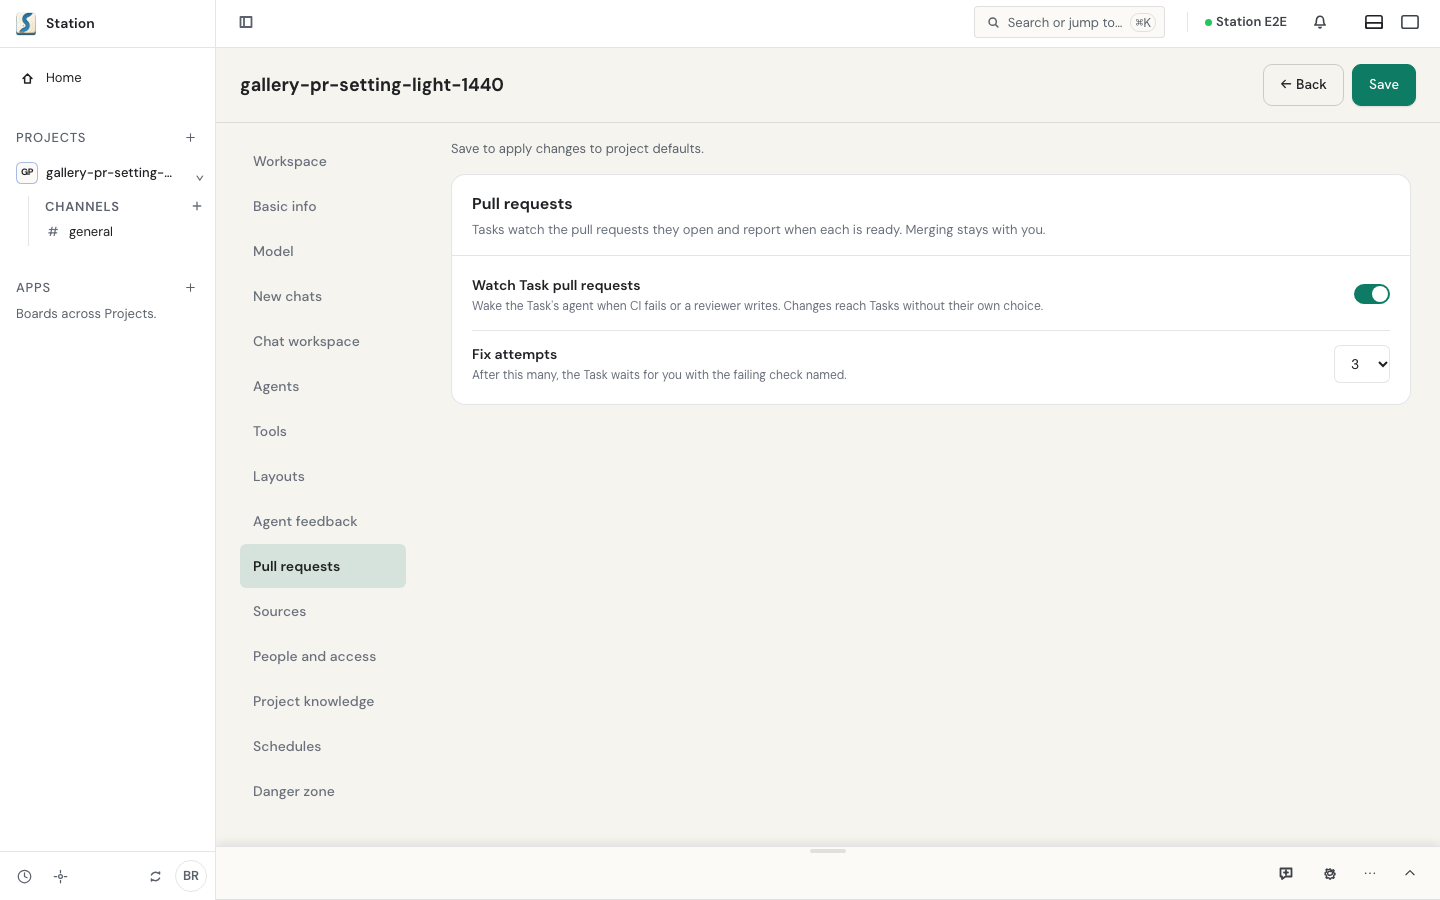 Station
Search or jump to... ⌘K
Station E2E
Home
gallery-pr-setting-light-1440
← Back
Save
PROJECTS
GP gallery-pr-setting-...
CHANNELS
# general
APPS
Boards across Projects.
BR
Workspace
Basic info
Model
New chats
Chat workspace
Agents
Tools
Layouts
Agent feedback
Pull requests
Sources
People and access
Project knowledge
Schedules
Danger zone
Save to apply changes to project defaults.
Pull requests
Tasks watch the pull requests they open and report when each is ready. Merging stays with you.
Watch Task pull requests
Wake the Task's agent when CI fails or a reviewer writes. Changes reach Tasks without their own choice.
Fix attempts
After this many, the Task waits for you with the failing check named.
3